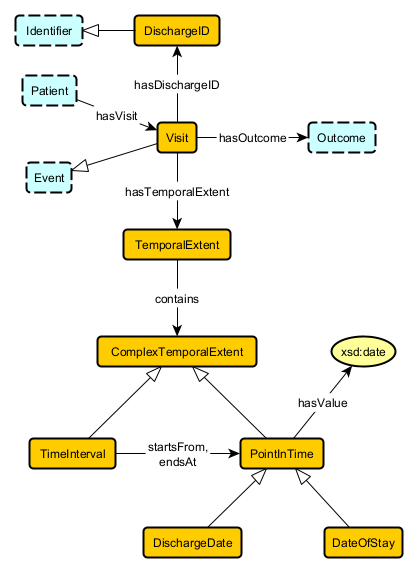 Identifier
DischargeID
hasDischargeID
Patient
hasVisit
Visit
hasOutcome
Outcome
Event
hasTemporalExtent
TemporalExtent
contains
ComplexTemporalExtent
xsd:date
hasValue
TimeInterval
startsFrom,
endsAt
PointInTime
DischargeDate
DateOfStay